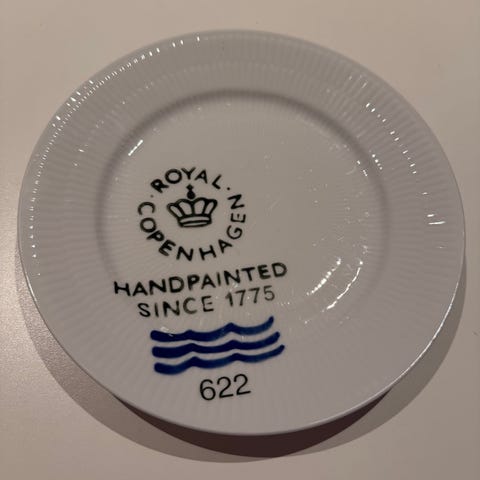 ROYAL
COPENHAGEN
HANDPAINTED
SINCE 1775
622